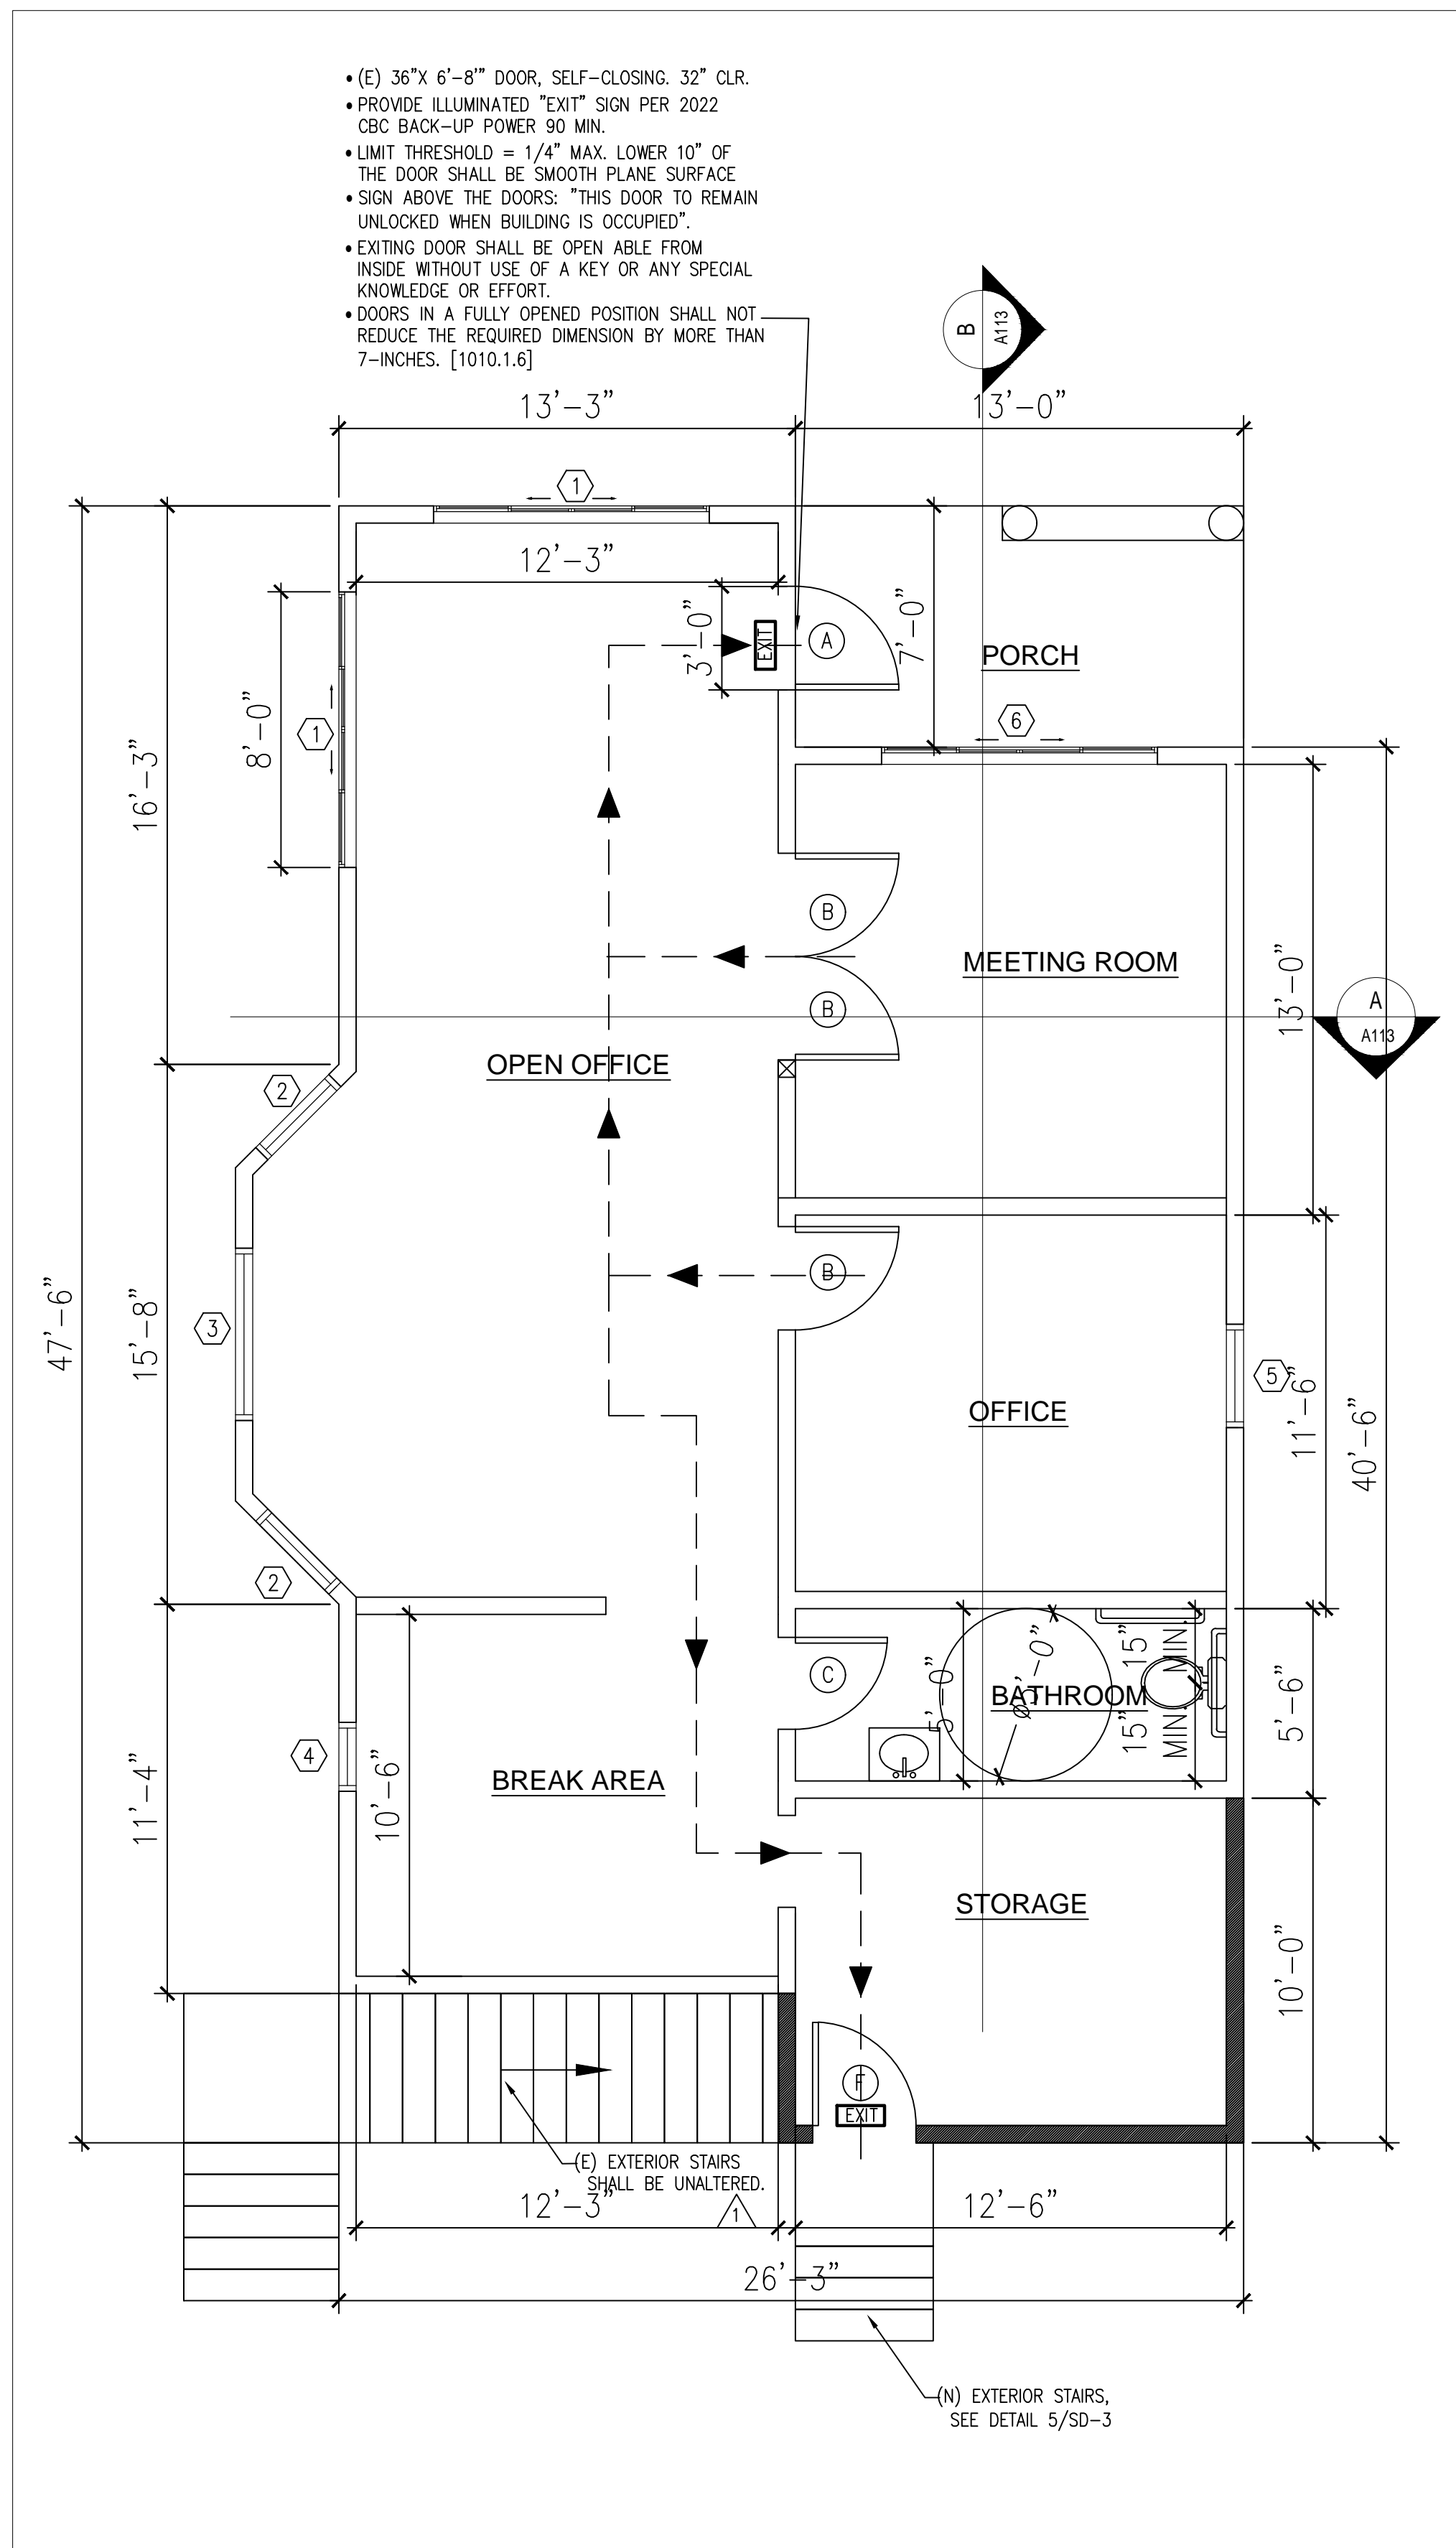 • (E) 36"X 6'-8'" DOOR, SELF-CLOSING. 32" CLR.
• PROVIDE ILLUMINATED "EXIT" SIGN PER 2022
CBC BACK-UP POWER 90 MIN.
• LIMIT THRESHOLD = 1/4" MAX. LOWER 10" OF
THE DOOR SHALL BE SMOOTH PLANE SURFACE
• SIGN ABOVE THE DOORS: "THIS DOOR TO REMAIN
UNLOCKED WHEN BUILDING IS OCCUPIED".
• EXITING DOOR SHALL BE OPEN ABLE FROM
INSIDE WITHOUT USE OF A KEY OR ANY SPECIAL
KNOWLEDGE OR EFFORT.
• DOORS IN A FULLY OPENED POSITION SHALL NOT
REDUCE THE REQUIRED DIMENSION BY MORE THAN
7-INCHES. [1010.1.6]
B
A113
13'-3"
13'-0"
1
12'-3"
3'-0"
EXIT
A
7'-0"
PORCH
6
8'-0"
1
16'-3"
B
MEETING ROOM
13'-0"
A
A113
B
OPEN OFFICE
2
B
47'-6"
15'-8"
3
5
OFFICE
11'-6"
40'-6"
2
C
5'-0"
Ø5'-0"
BATHROOM
15"
MIN.
15"
MIN.
5'-6"
4
11'-4"
10'-6"
BREAK AREA
STORAGE
10'-0"
F
EXIT
(E) EXTERIOR STAIRS
SHALL BE UNALTERED.
12'-3"
1
12'-6"
26'-3"
(N) EXTERIOR STAIRS,
SEE DETAIL 5/SD-3